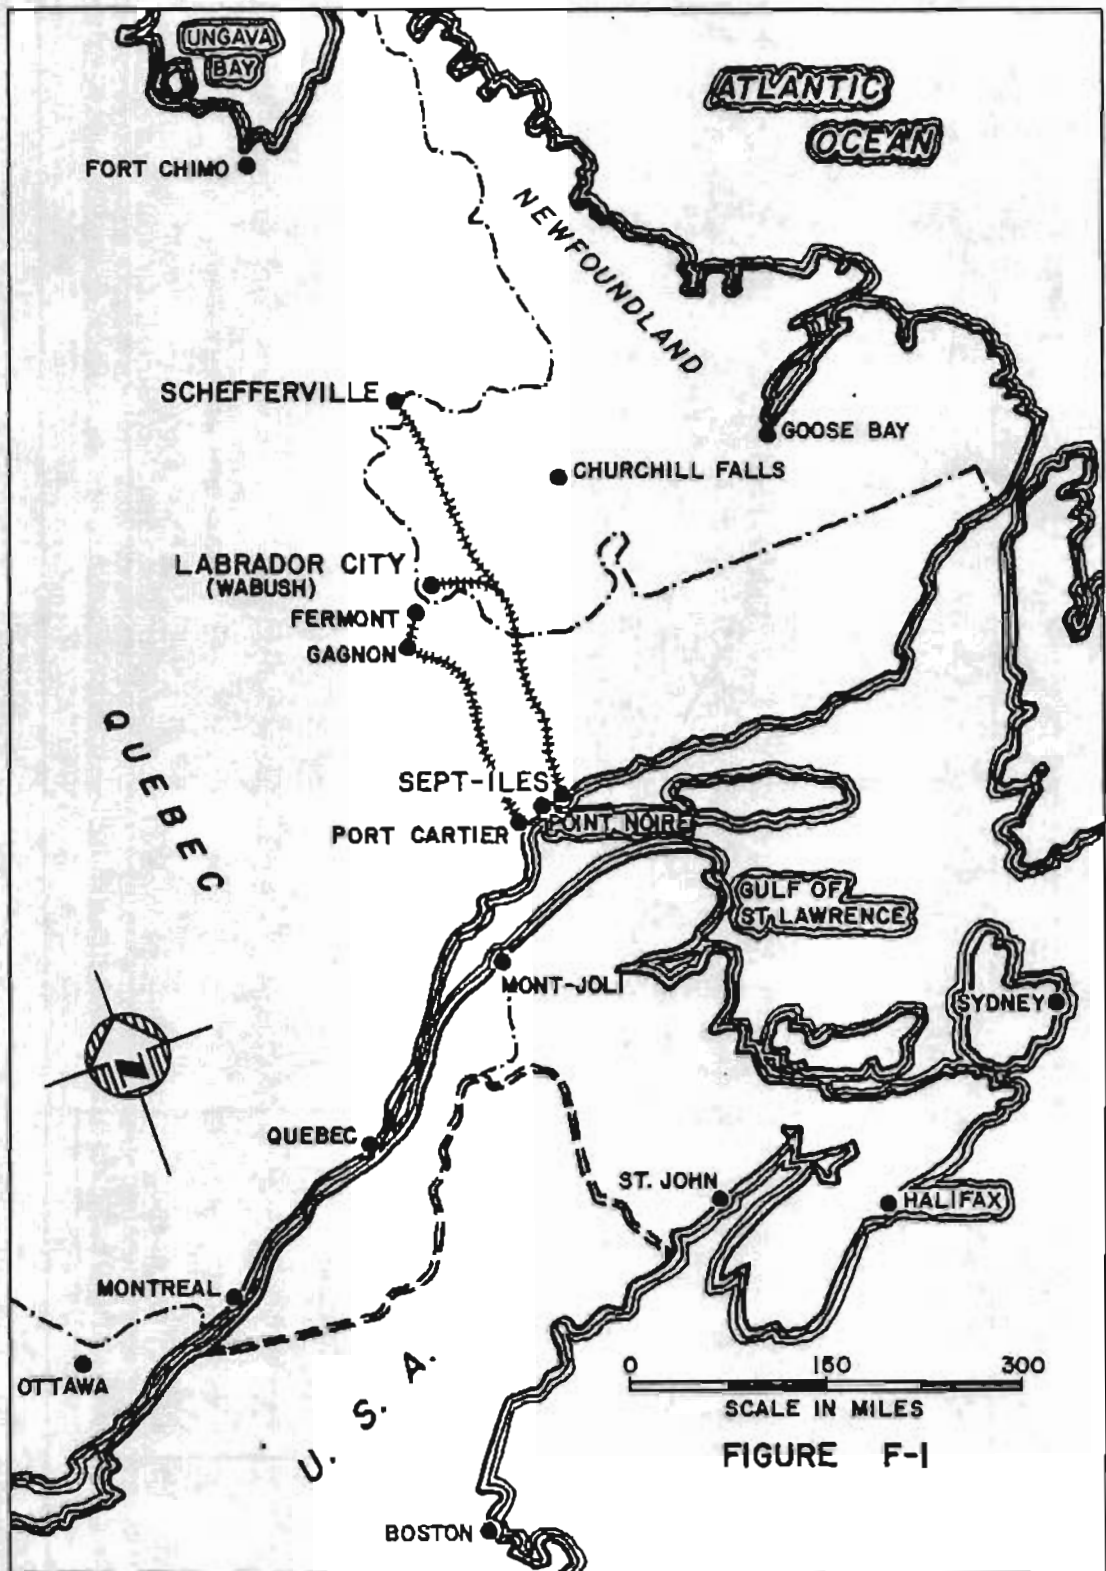 UNGAVA
BAY
ATLANTIC
OCEAN
FORT CHIMO
NEWFOUNDLAND
SCHEFFERVILLE
GOOSE BAY
CHURCHILL FALLS
LABRADOR CITY
(WABUSH)
FERMONT
GAGNON
QUEBEC
SEPT-ILES
POINT NOIRE
PORT CARTIER
GULF OF
ST. LAWRENCE
MONT-JOLI
SYDNEY
N
QUEBEC
ST. JOHN
HALIFAX
MONTREAL
OTTAWA
U. S. A.
0 150 300
SCALE IN MILES
FIGURE F-1
BOSTON